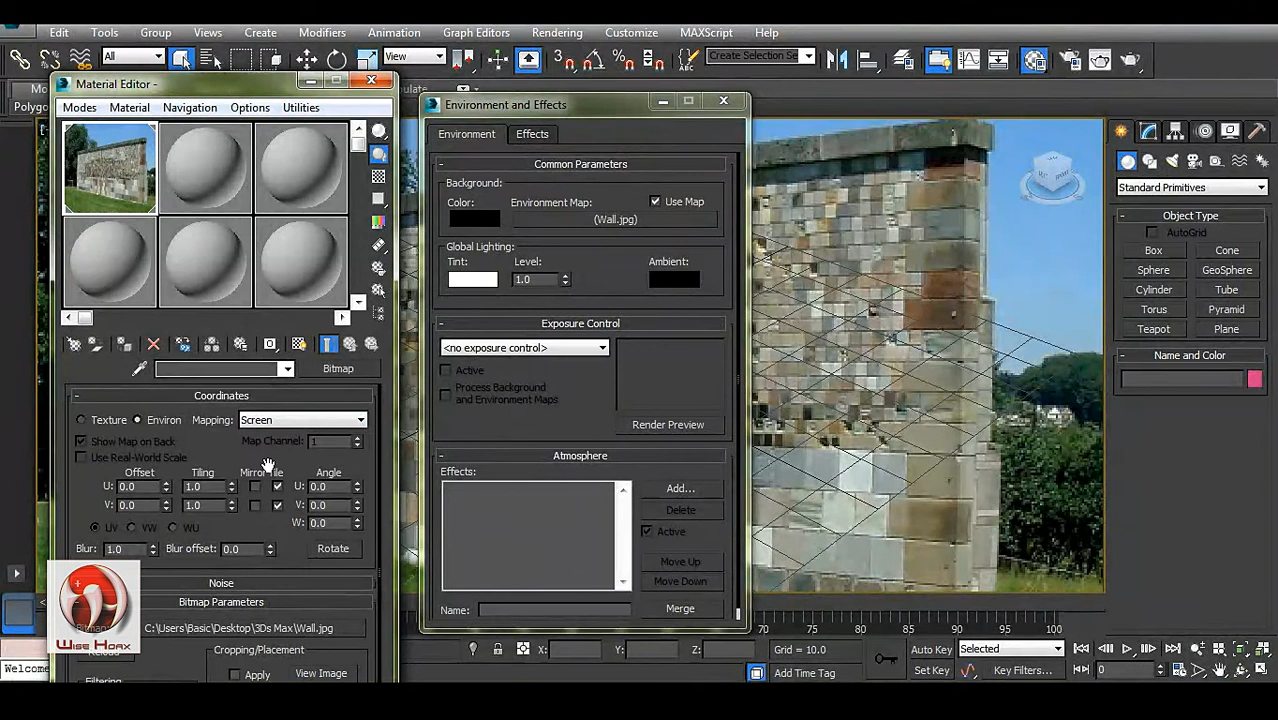 Edit Tools Group Views Create Modifiers Animation Graph Editors Rendering Customize MAXScript Help
All View 3 Create Selection Se
Material Editor -
Modes Material Navigation Options Utilities
Bitmap
Coordinates
Texture Environ Mapping: Screen
Show Map on Back Map Channel: 1
Use Real-World Scale
Offset Tiling Mirror Tile Angle
U: 0.0 1.0 U: 0.0
V: 0.0 1.0 V: 0.0
W: 0.0
UV VW WU
Blur: 1.0 Blur offset: 0.0 Rotate
Noise
Bitmap Parameters
C:\Users\Basic\Desktop\3Ds Max\Wall.jpg
Cropping/Placement
Apply View Image
Environment and Effects
Environment Effects
Common Parameters
Background:
Color: Environment Map: Use Map
(Wall.jpg)
Global Lighting:
Tint: Level: Ambient:
1.0
Exposure Control
<no exposure control>
Active
Process Background
and Environment Maps
Render Preview
Atmosphere
Effects:
Add...
Delete
Active
Move Up
Move Down
Name: Merge
Standard Primitives
Object Type
AutoGrid
Box Cone
Sphere GeoSphere
Cylinder Tube
Torus Pyramid
Teapot Plane
Name and Color
WISE HOAX
70 75 80 85 90 95 100
Welcome
X: Y: Z: Grid = 10.0
Add Time Tag
Auto Key Selected
Set Key Key Filters... 0